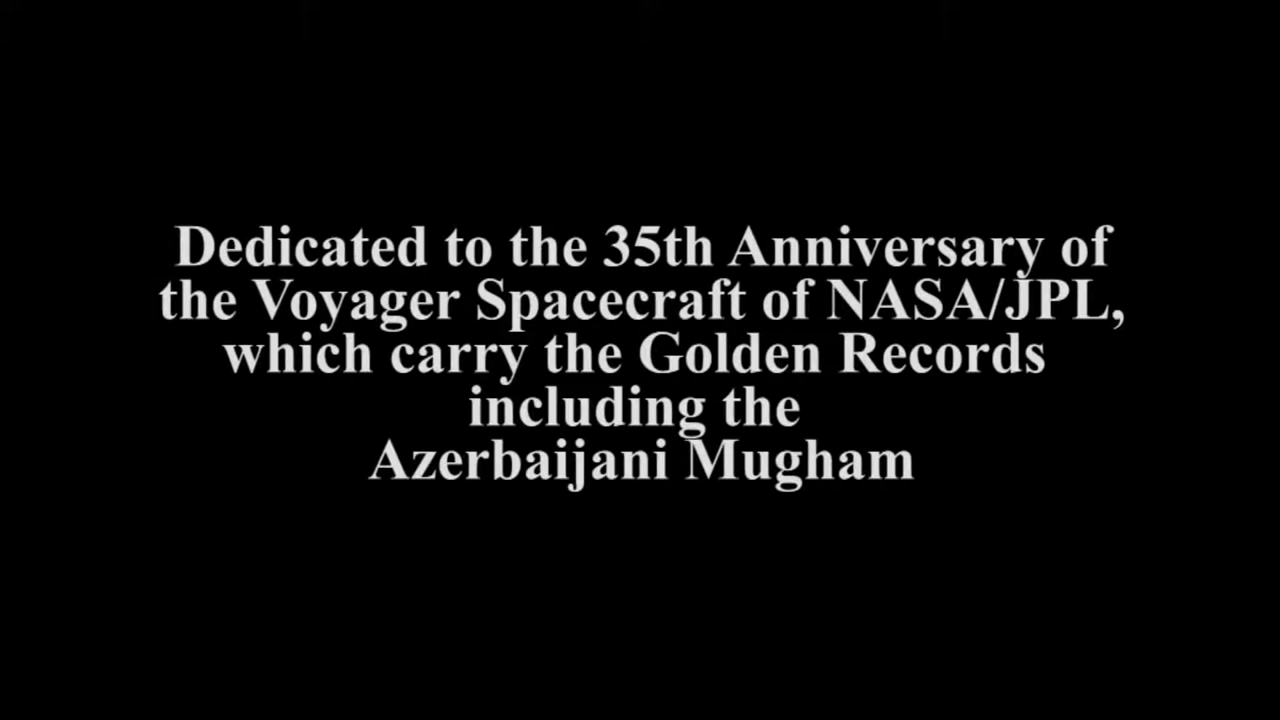 Dedicated to the 35th Anniversary of
the Voyager Spacecraft of NASA/JPL,
which carry the Golden Records
including the
Azerbaijani Mugham